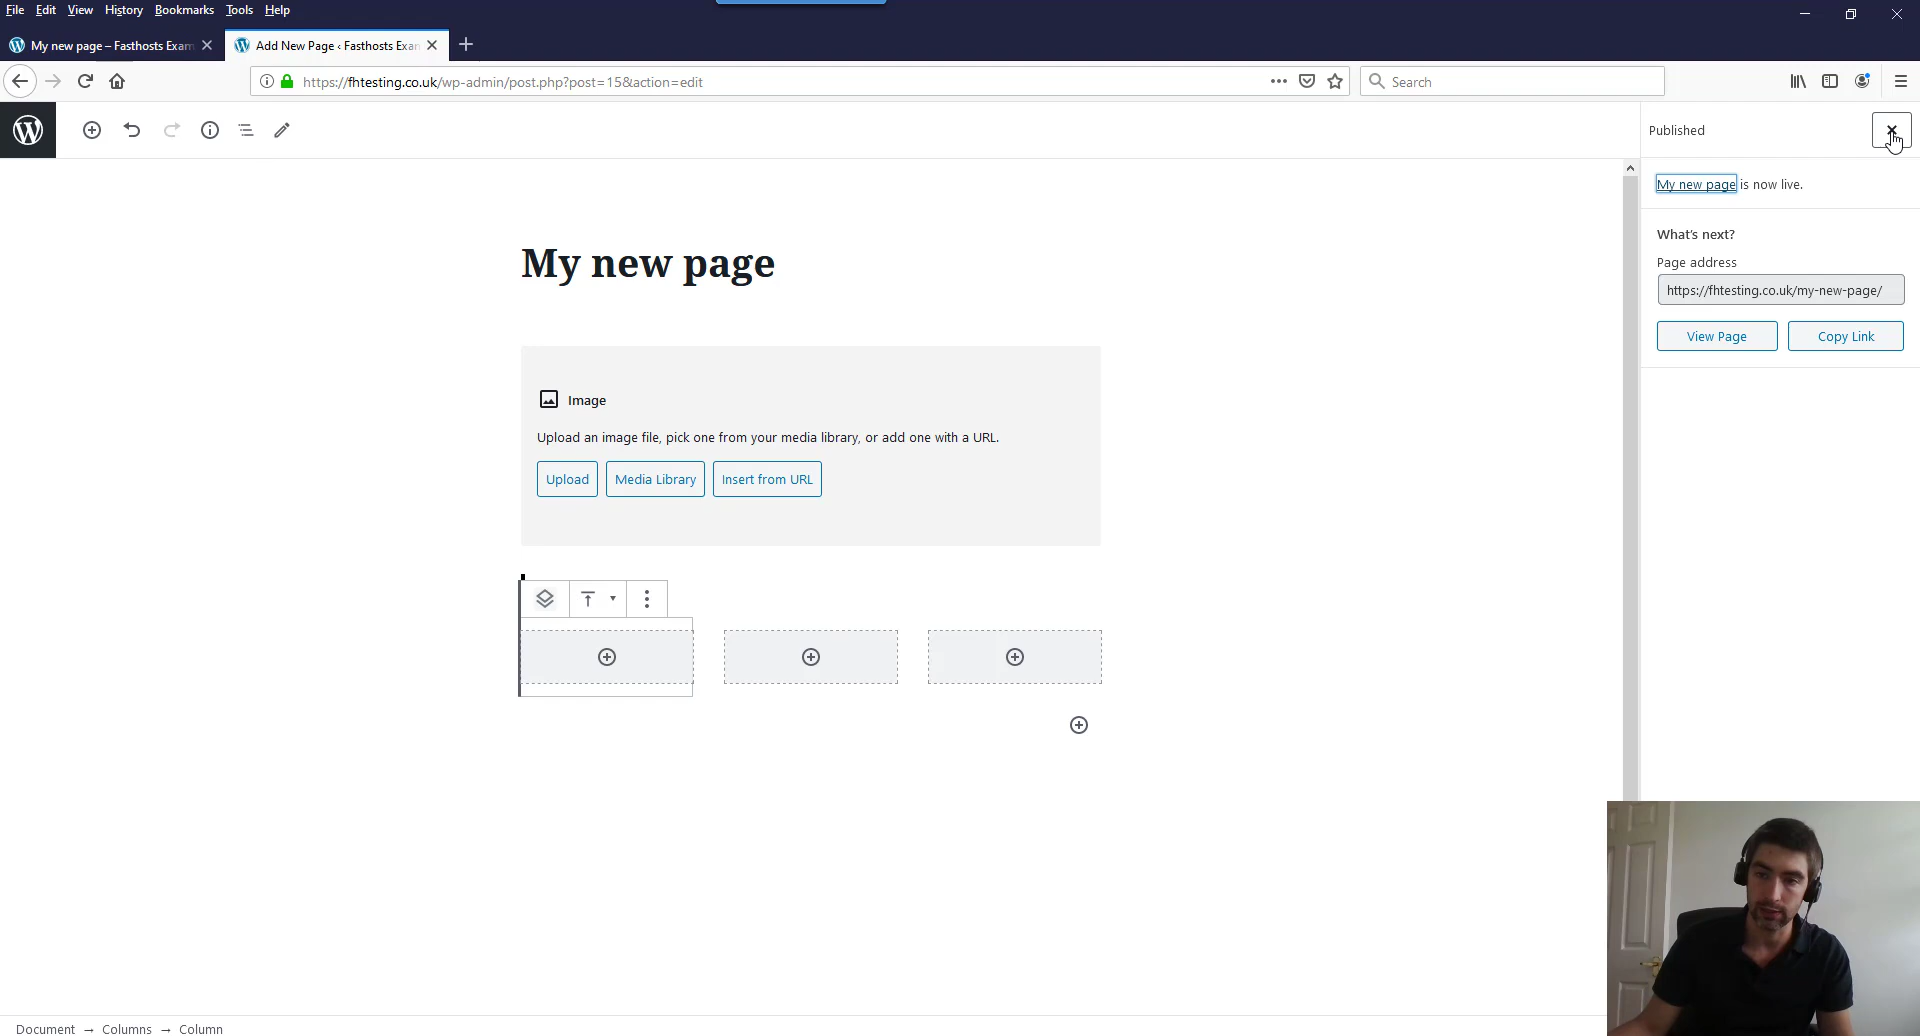 File Edit View History Bookmarks Tools Help
My new page – Fasthosts Exam
Add New Page ‹ Fasthosts Exan
https://fhtesting.co.uk/wp-admin/post.php?post=15&action=edit
Search
Published
My new page is now live.
What's next?
Page address
https://fhtesting.co.uk/my-new-page/
View Page Copy Link
My new page
Image
Upload an image file, pick one from your media library, or add one with a URL.
Upload Media Library Insert from URL
Document → Columns → Column